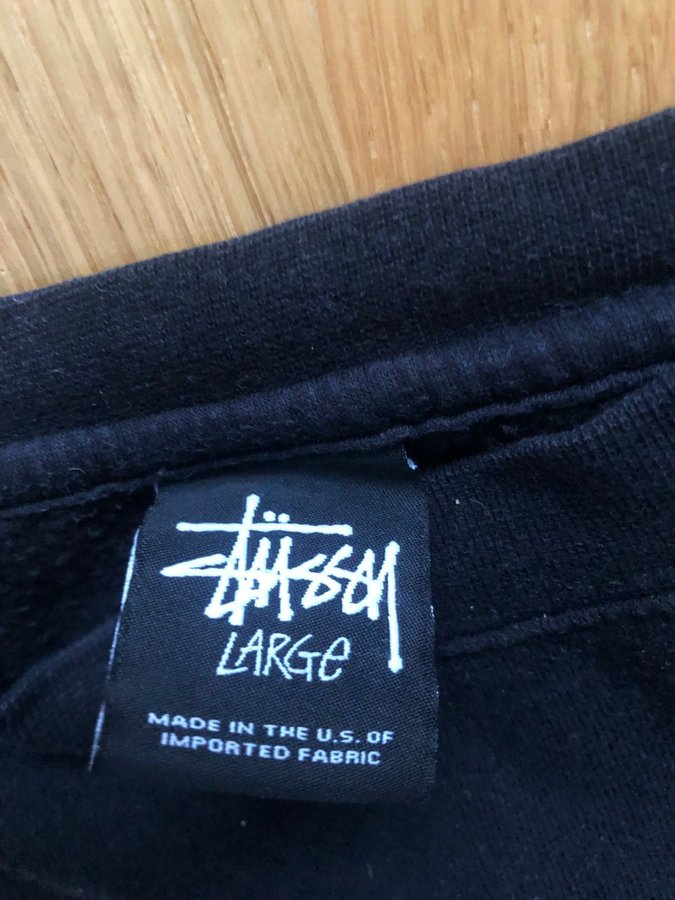 Stüssy
LARGe
MADE IN THE U.S. OF
IMPORTED FABRIC